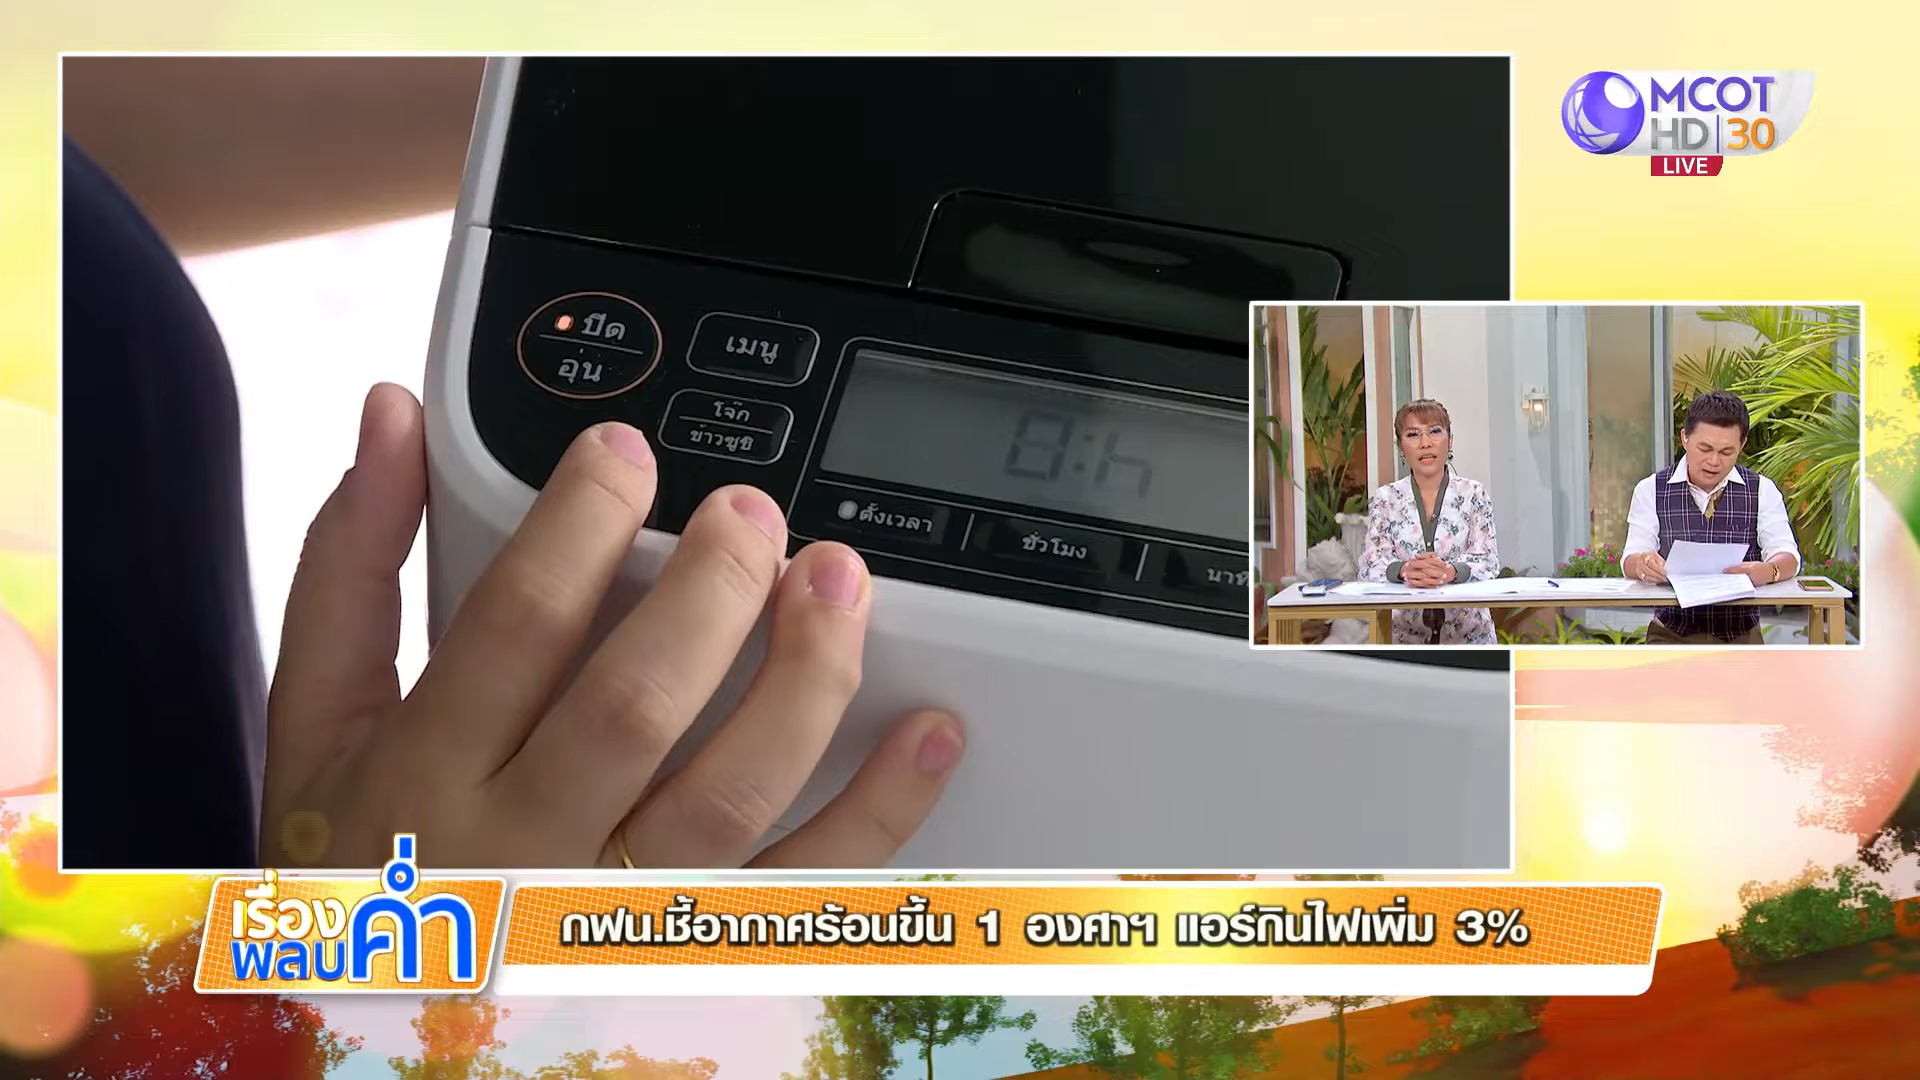 MCOT
HD 30
LIVE
ปิด
อุ่น
เมนู
โจ๊ก
ข้าวซูชิ
8:h
ตั้งเวลา
ชั่วโมง
เรื่อง
พลบ
ค่ำ
กฟน.ชี้อากาศร้อนขึ้น 1 องศาฯ แอร์กินไฟเพิ่ม 3%